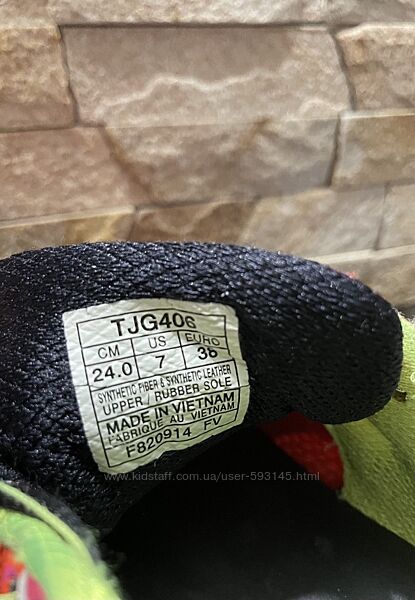 TJG406
CM US EURO
24.0 7 38
SYNTHETIC FIBER & SYNTHETIC LEATHER
UPPER / RUBBER SOLE
MADE IN VIETNAM
FABRIQUE AU VIETNAM
F820914 FV
www.kidstaff.com.ua/user-593145.html